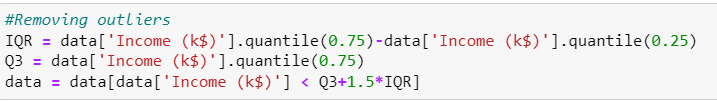 #Removing outliers
IQR = data['Income (k$)'].quantile(0.75)-data['Income (k$)'].quantile(0.25)
Q3 = data['Income (k$)'].quantile(0.75)
data = data[data['Income (k$)'] < Q3+1.5*IQR]